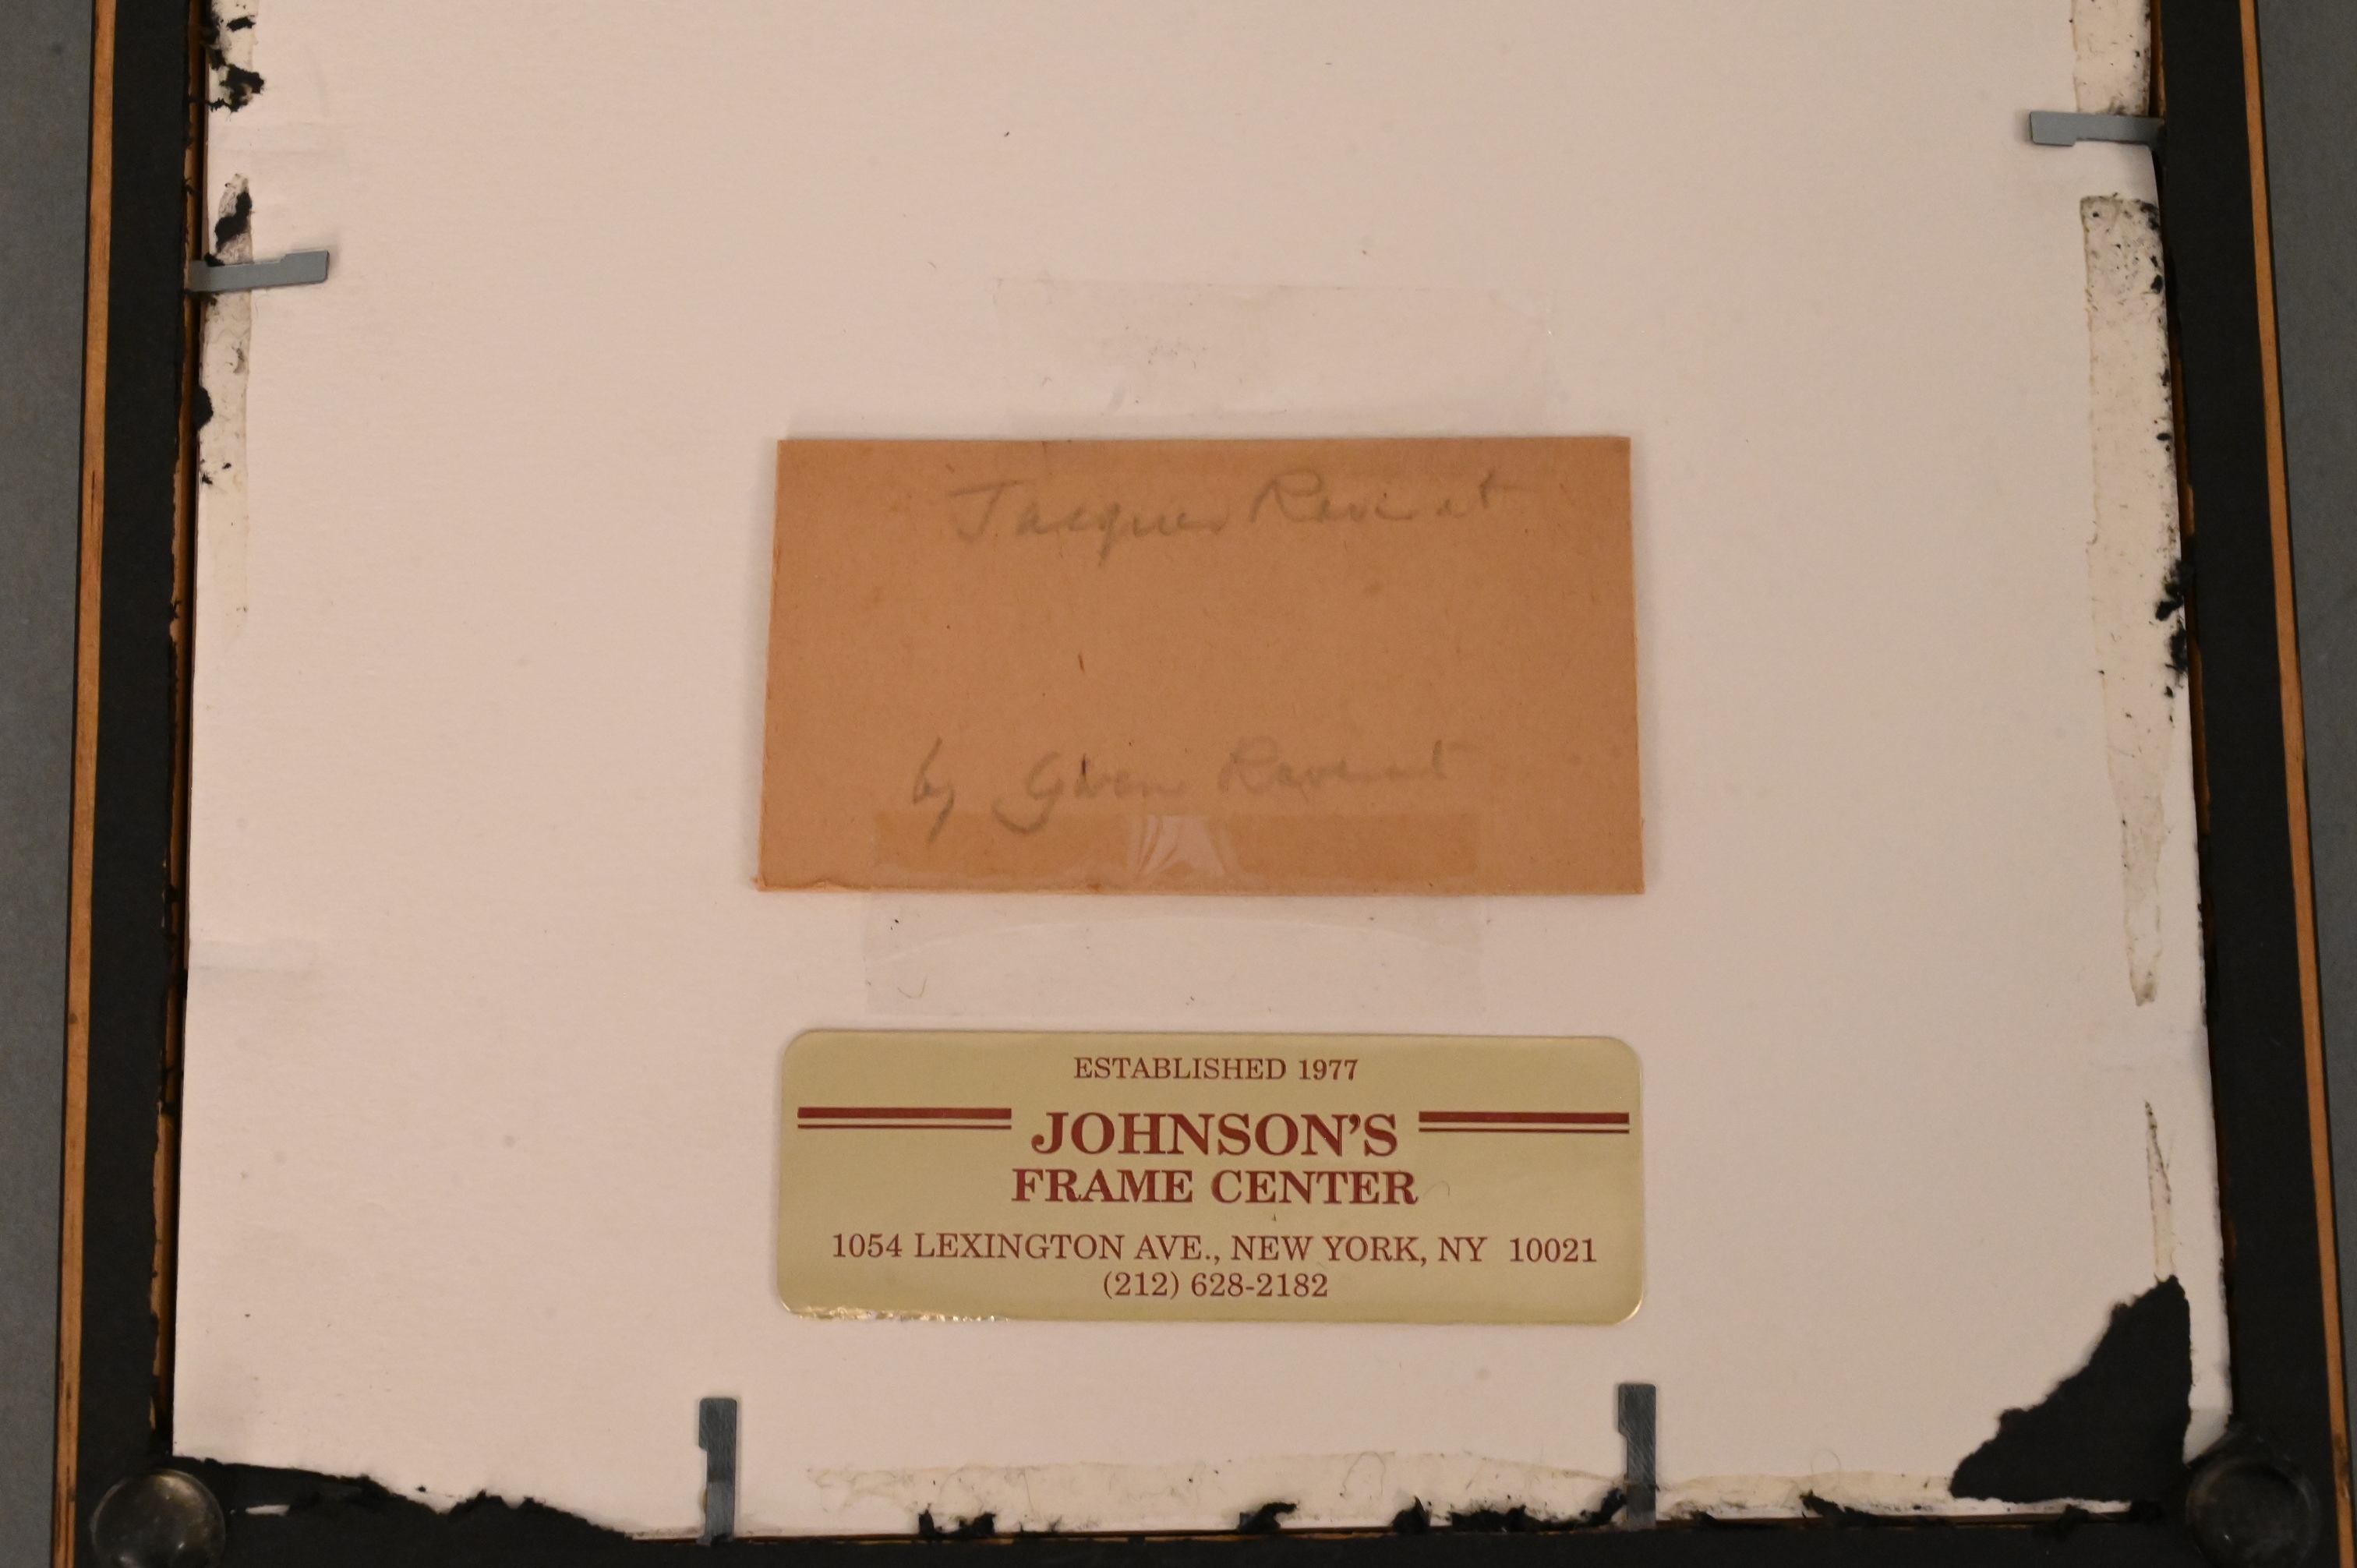 Jacques Raverat
by Gwen Raverat
ESTABLISHED 1977
JOHNSON'S
FRAME CENTER
1054 LEXINGTON AVE., NEW YORK, NY 10021
(212) 628-2182